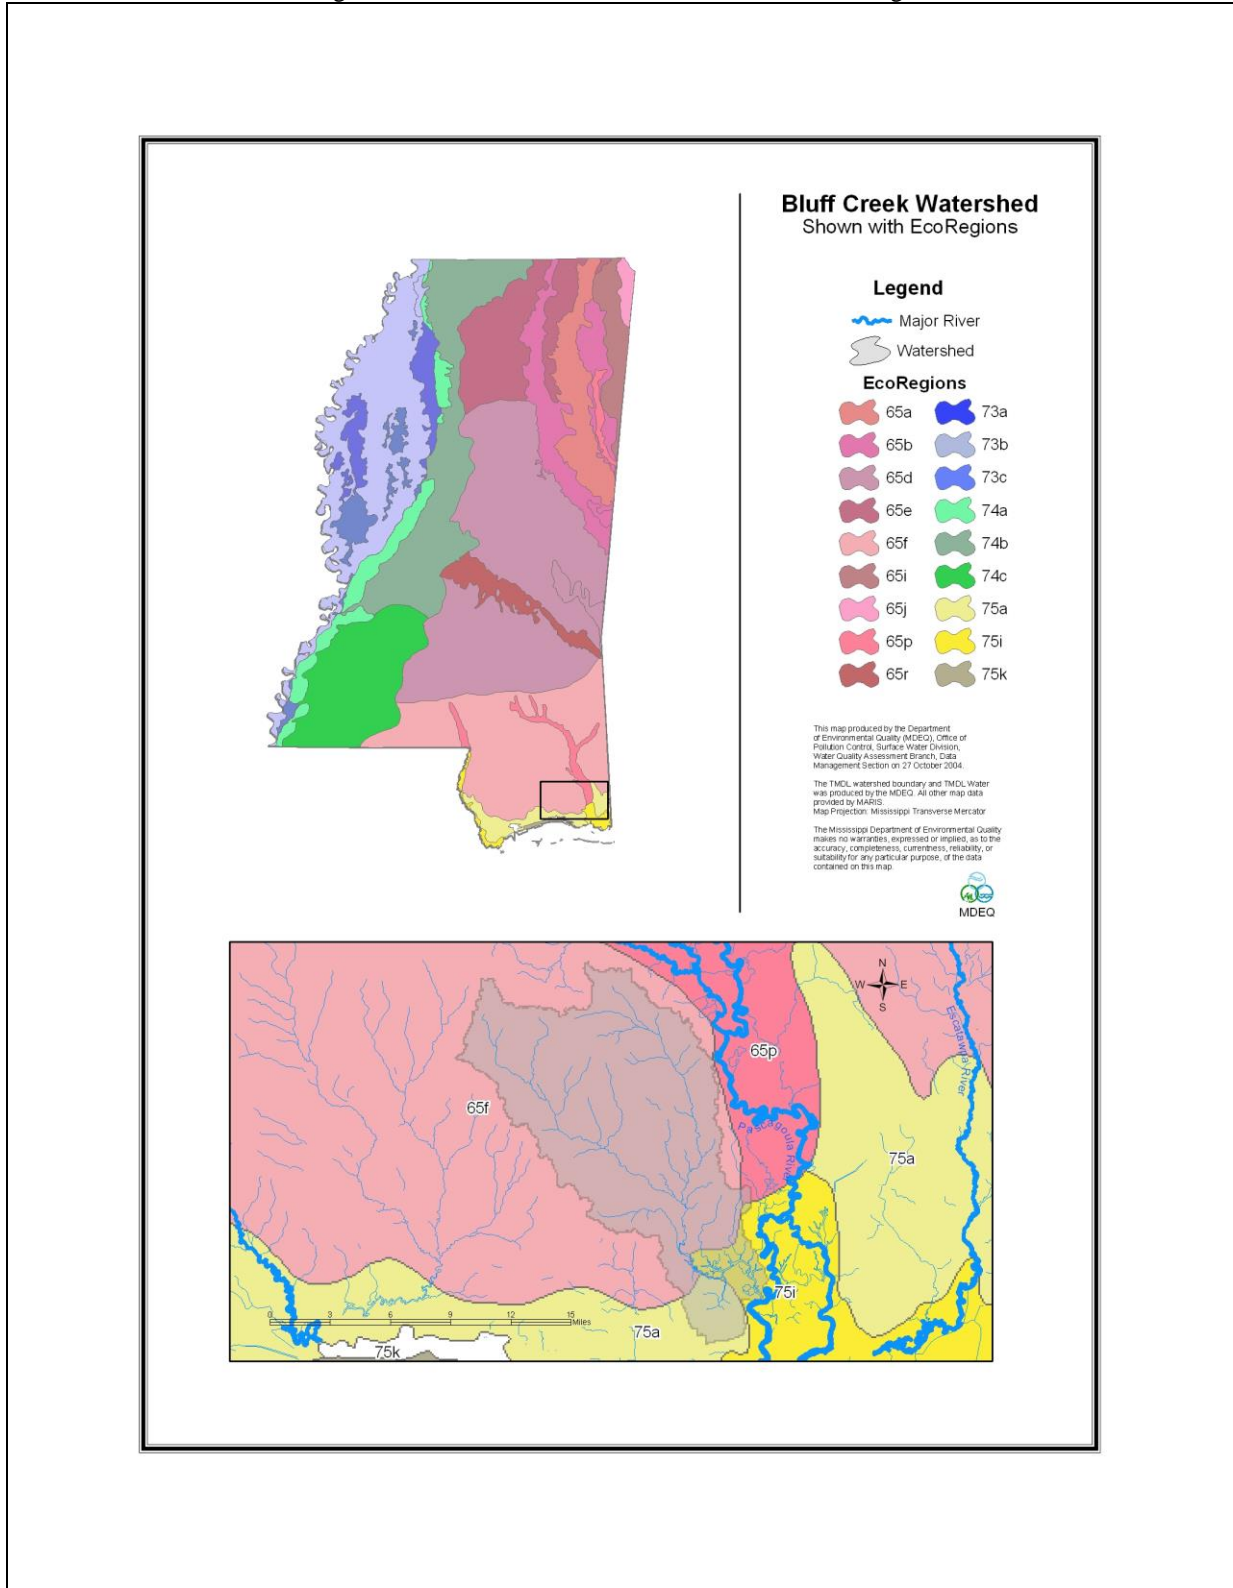 Bluff Creek Watershed
Shown with EcoRegions
Legend
Major River
Watershed
EcoRegions
65a 73a
65b 73b
65d 73c
65e 74a
65f 74b
65i 74c
65j 75a
65p 75i
65r 75k
This map produced by the Department
of Environmental Quality (MDEQ), Office of
Pollution Control, Surface Water Division,
Water Quality Assessment Branch, Data
Management Section on 27 October 2004.
The TMDL watershed boundary and TMDL Water
was produced by the MDEQ. All other map data
provided by MARIS.
Map Projection: Mississippi Transverse Mercator
The Mississippi Department of Environmental Quality
makes no warranties, expressed or implied, as to the
accuracy, completeness, currentness, reliability, or
suitability for any particular purpose, of the data
contained on this map.
MDEQ
N
W E
S
Escatawpa River
65p
65f
Pascagoula River
75a
75i
0 3 6 9 12 15
Miles
75a
75k